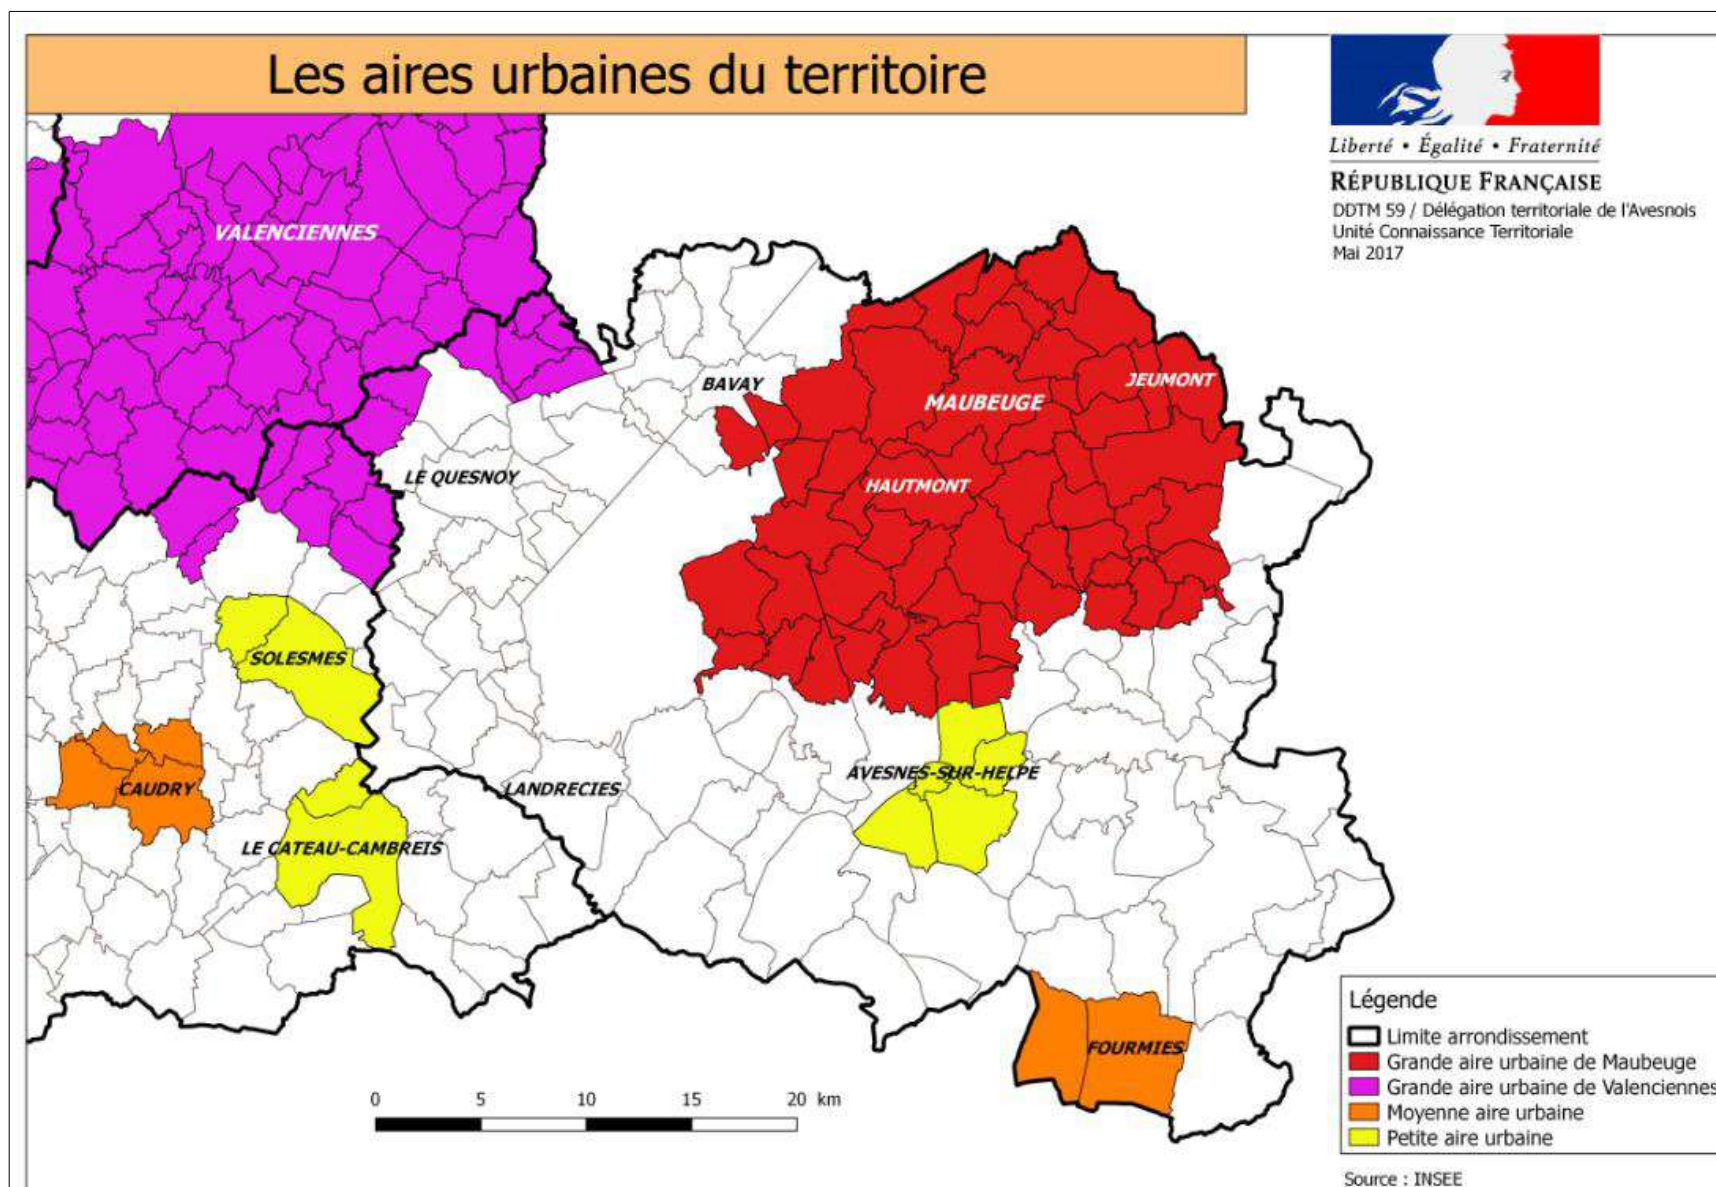 Les aires urbaines du territoire
Liberté • Égalité • Fraternité
RÉPUBLIQUE FRANÇAISE
DDTM 59 / Délégation territoriale de l'Avesnois
Unité Connaissance Territoriale
Mai 2017
VALENCIENNES
BAVAY
JEUMONT
MAUBEUGE
LE QUESNOY
HAUTMONT
SOLESMES
CAUDRY
LANDRECIES
AVESNES-SUR-HELPE
LE CATEAU-CAMBREIS
FOURMIES
0 5 10 15 20 km
Légende
Limite arrondissement
Grande aire urbaine de Maubeuge
Grande aire urbaine de Valenciennes
Moyenne aire urbaine
Petite aire urbaine
Source : INSEE